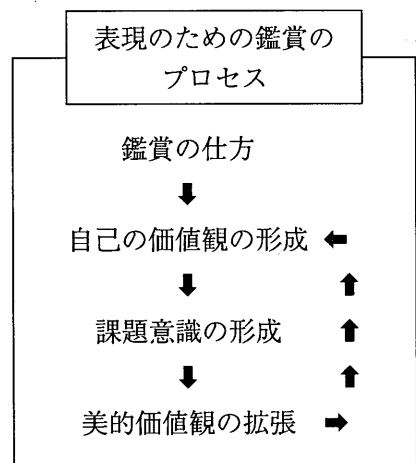 表現のための鑑賞の
プロセス
鑑賞の仕方
⬇
自己の価値観の形成 ⬅
⬇ ⬆
課題意識の形成 ⬆
⬇ ⬆
美的価値観の拡張 ➡